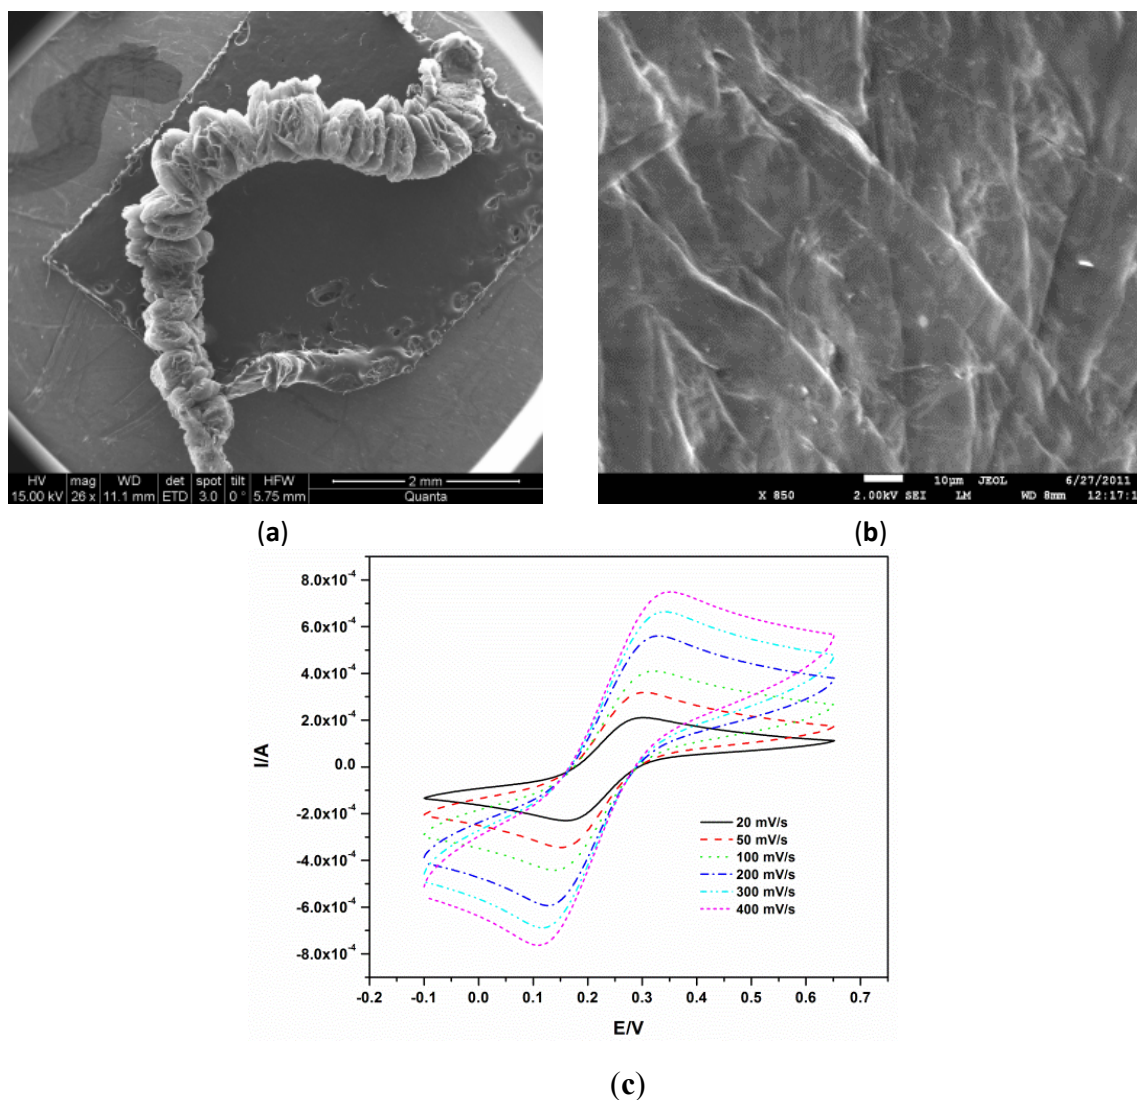 HV mag WD det spot tilt HFW 2 mm
15.00 kV 26 x 11.1 mm ETD 3.0 0 ° 5.75 mm Quanta
10µm JEOL 6/27/2011
X 850 2.00kV SEI LM WD 8mm 12:17:1
(a) (b)
8.0x10⁻⁴
6.0x10⁻⁴
4.0x10⁻⁴
2.0x10⁻⁴
0.0
-2.0x10⁻⁴
-4.0x10⁻⁴
-6.0x10⁻⁴
-8.0x10⁻⁴
I/A
20 mV/s
50 mV/s
100 mV/s
200 mV/s
300 mV/s
400 mV/s
-0.2 -0.1 0.0 0.1 0.2 0.3 0.4 0.5 0.6 0.7
E/V
(c)